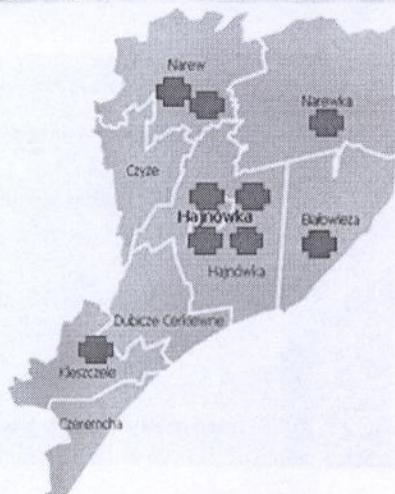 Narew
Narewka
Czyże
Hajnówka
Białowieża
Hajnówka
Dubicze Cerkiewne
Kleszczele
Czeremcha